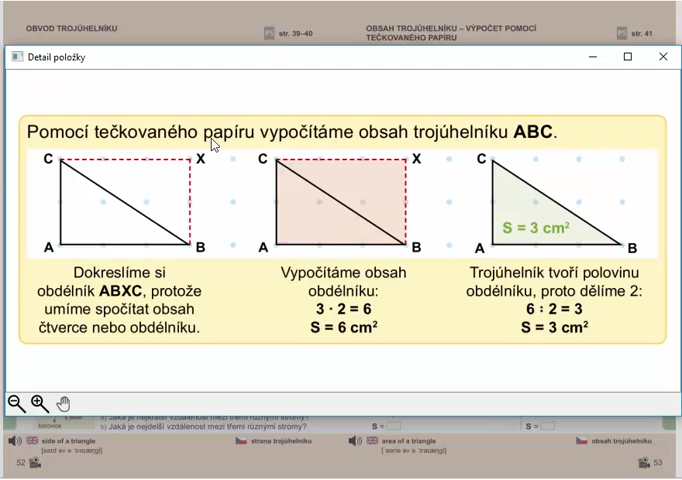 OBVOD TROJÚHELNÍKU
str. 39–40
OBSAH TROJÚHELNÍKU – VÝPOČET POMOCÍ
TEČKOVANÉHO PAPÍRU
str. 41
Detail položky
Pomocí tečkovaného papíru vypočítáme obsah trojúhelníku ABC.
C X C X C
S = 3 cm²
A B A B A B
Dokreslíme si
obdélník ABXC, protože
umíme spočítat obsah
čtverce nebo obdélníku.
Vypočítáme obsah
obdélníku:
3 · 2 = 6
S = 6 cm²
Trojúhelník tvoří polovinu
obdélníku, proto dělíme 2:
6 : 2 = 3
S = 3 cm²
borovice
b) Jaká je nejdelší vzdálenost mezi třemi různými stromy?
S =
S =
side of a triangle
strana trojúhelníku
area of a triangle
obsah trojúhelníku
52
53